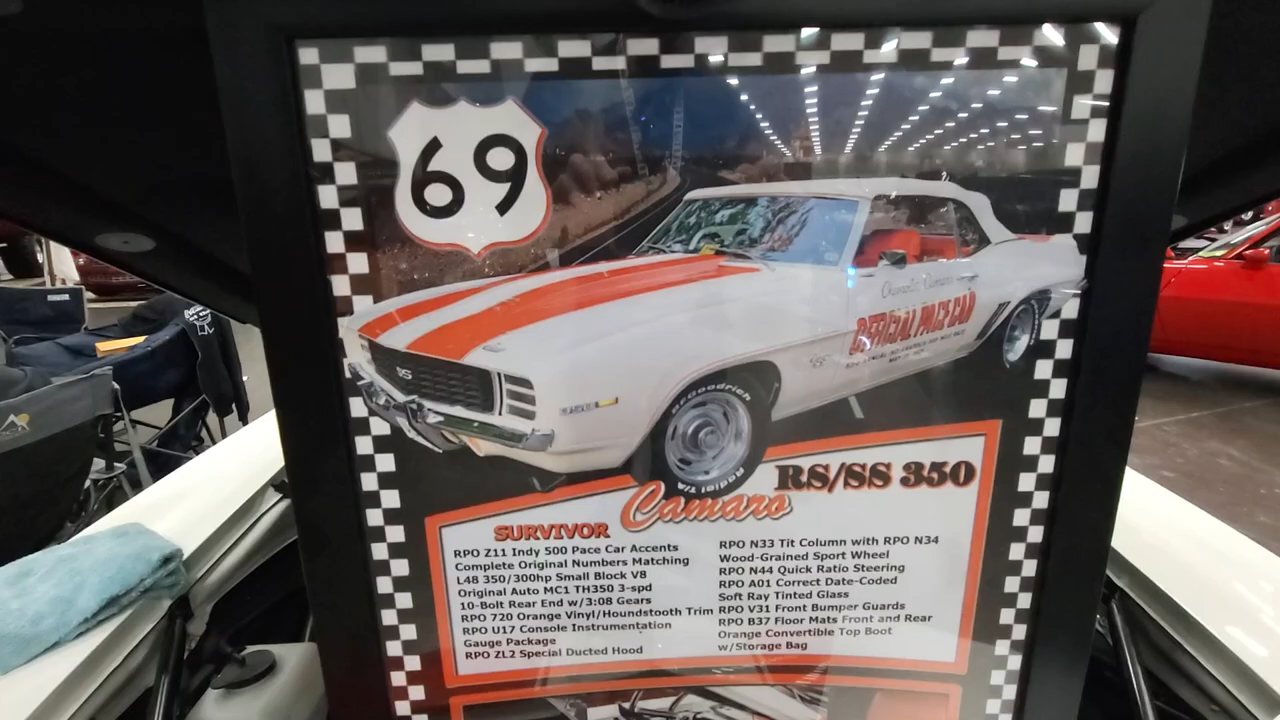 69
Chevrolet Camaro
OFFICIAL PACE CAR
SS
350
BFGoodrich
Radial T/A
RS/SS 350
Camaro
SURVIVOR
RPO Z11 Indy 500 Pace Car Accents
Complete Original Numbers Matching
L48 350/300hp Small Block V8
Original Auto MC1 TH350 3-spd
10-Bolt Rear End w/3:08 Gears
RPO 720 Orange Vinyl/Houndstooth Trim
RPO U17 Console Instrumentation
Gauge Package
RPO ZL2 Special Ducted Hood
RPO N33 Tit Column with RPO N34
Wood-Grained Sport Wheel
RPO N44 Quick Ratio Steering
RPO A01 Correct Date-Coded
Soft Ray Tinted Glass
RPO V31 Front Bumper Guards
RPO B37 Floor Mats Front and Rear
Orange Convertible Top Boot
w/Storage Bag